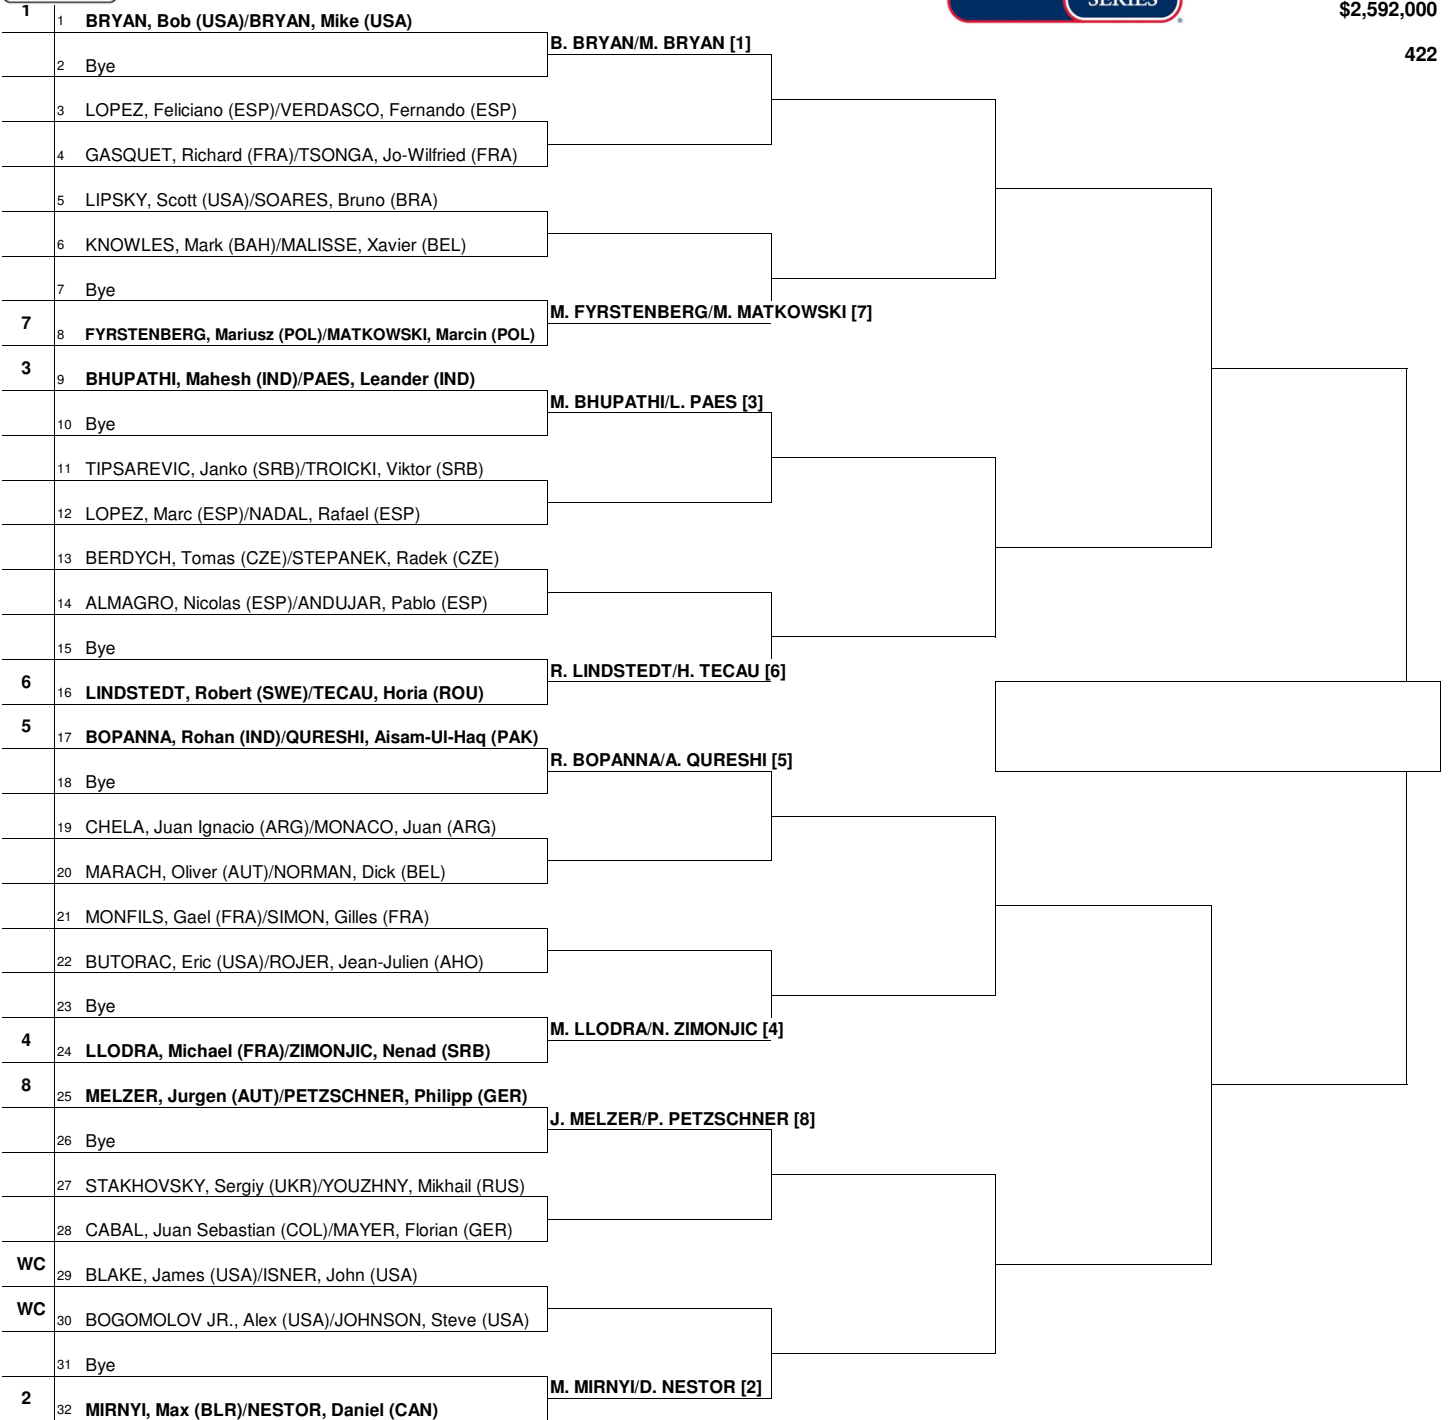 SERIES
$2,592,000
422
1
1 BRYAN, Bob (USA)/BRYAN, Mike (USA)
B. BRYAN/M. BRYAN [1]
2 Bye
3 LOPEZ, Feliciano (ESP)/VERDASCO, Fernando (ESP)
4 GASQUET, Richard (FRA)/TSONGA, Jo-Wilfried (FRA)
5 LIPSKY, Scott (USA)/SOARES, Bruno (BRA)
6 KNOWLES, Mark (BAH)/MALISSE, Xavier (BEL)
7 Bye
M. FYRSTENBERG/M. MATKOWSKI [7]
7
8 FYRSTENBERG, Mariusz (POL)/MATKOWSKI, Marcin (POL)
3
9 BHUPATHI, Mahesh (IND)/PAES, Leander (IND)
M. BHUPATHI/L. PAES [3]
10 Bye
11 TIPSAREVIC, Janko (SRB)/TROICKI, Viktor (SRB)
12 LOPEZ, Marc (ESP)/NADAL, Rafael (ESP)
13 BERDYCH, Tomas (CZE)/STEPANEK, Radek (CZE)
14 ALMAGRO, Nicolas (ESP)/ANDUJAR, Pablo (ESP)
15 Bye
R. LINDSTEDT/H. TECAU [6]
6
16 LINDSTEDT, Robert (SWE)/TECAU, Horia (ROU)
5
17 BOPANNA, Rohan (IND)/QURESHI, Aisam-Ul-Haq (PAK)
R. BOPANNA/A. QURESHI [5]
18 Bye
19 CHELA, Juan Ignacio (ARG)/MONACO, Juan (ARG)
20 MARACH, Oliver (AUT)/NORMAN, Dick (BEL)
21 MONFILS, Gael (FRA)/SIMON, Gilles (FRA)
22 BUTORAC, Eric (USA)/ROJER, Jean-Julien (AHO)
23 Bye
M. LLODRA/N. ZIMONJIC [4]
4
24 LLODRA, Michael (FRA)/ZIMONJIC, Nenad (SRB)
8
25 MELZER, Jurgen (AUT)/PETZSCHNER, Philipp (GER)
J. MELZER/P. PETZSCHNER [8]
26 Bye
27 STAKHOVSKY, Sergiy (UKR)/YOUZHNY, Mikhail (RUS)
28 CABAL, Juan Sebastian (COL)/MAYER, Florian (GER)
WC
29 BLAKE, James (USA)/ISNER, John (USA)
WC
30 BOGOMOLOV JR., Alex (USA)/JOHNSON, Steve (USA)
31 Bye
M. MIRNYI/D. NESTOR [2]
2
32 MIRNYI, Max (BLR)/NESTOR, Daniel (CAN)